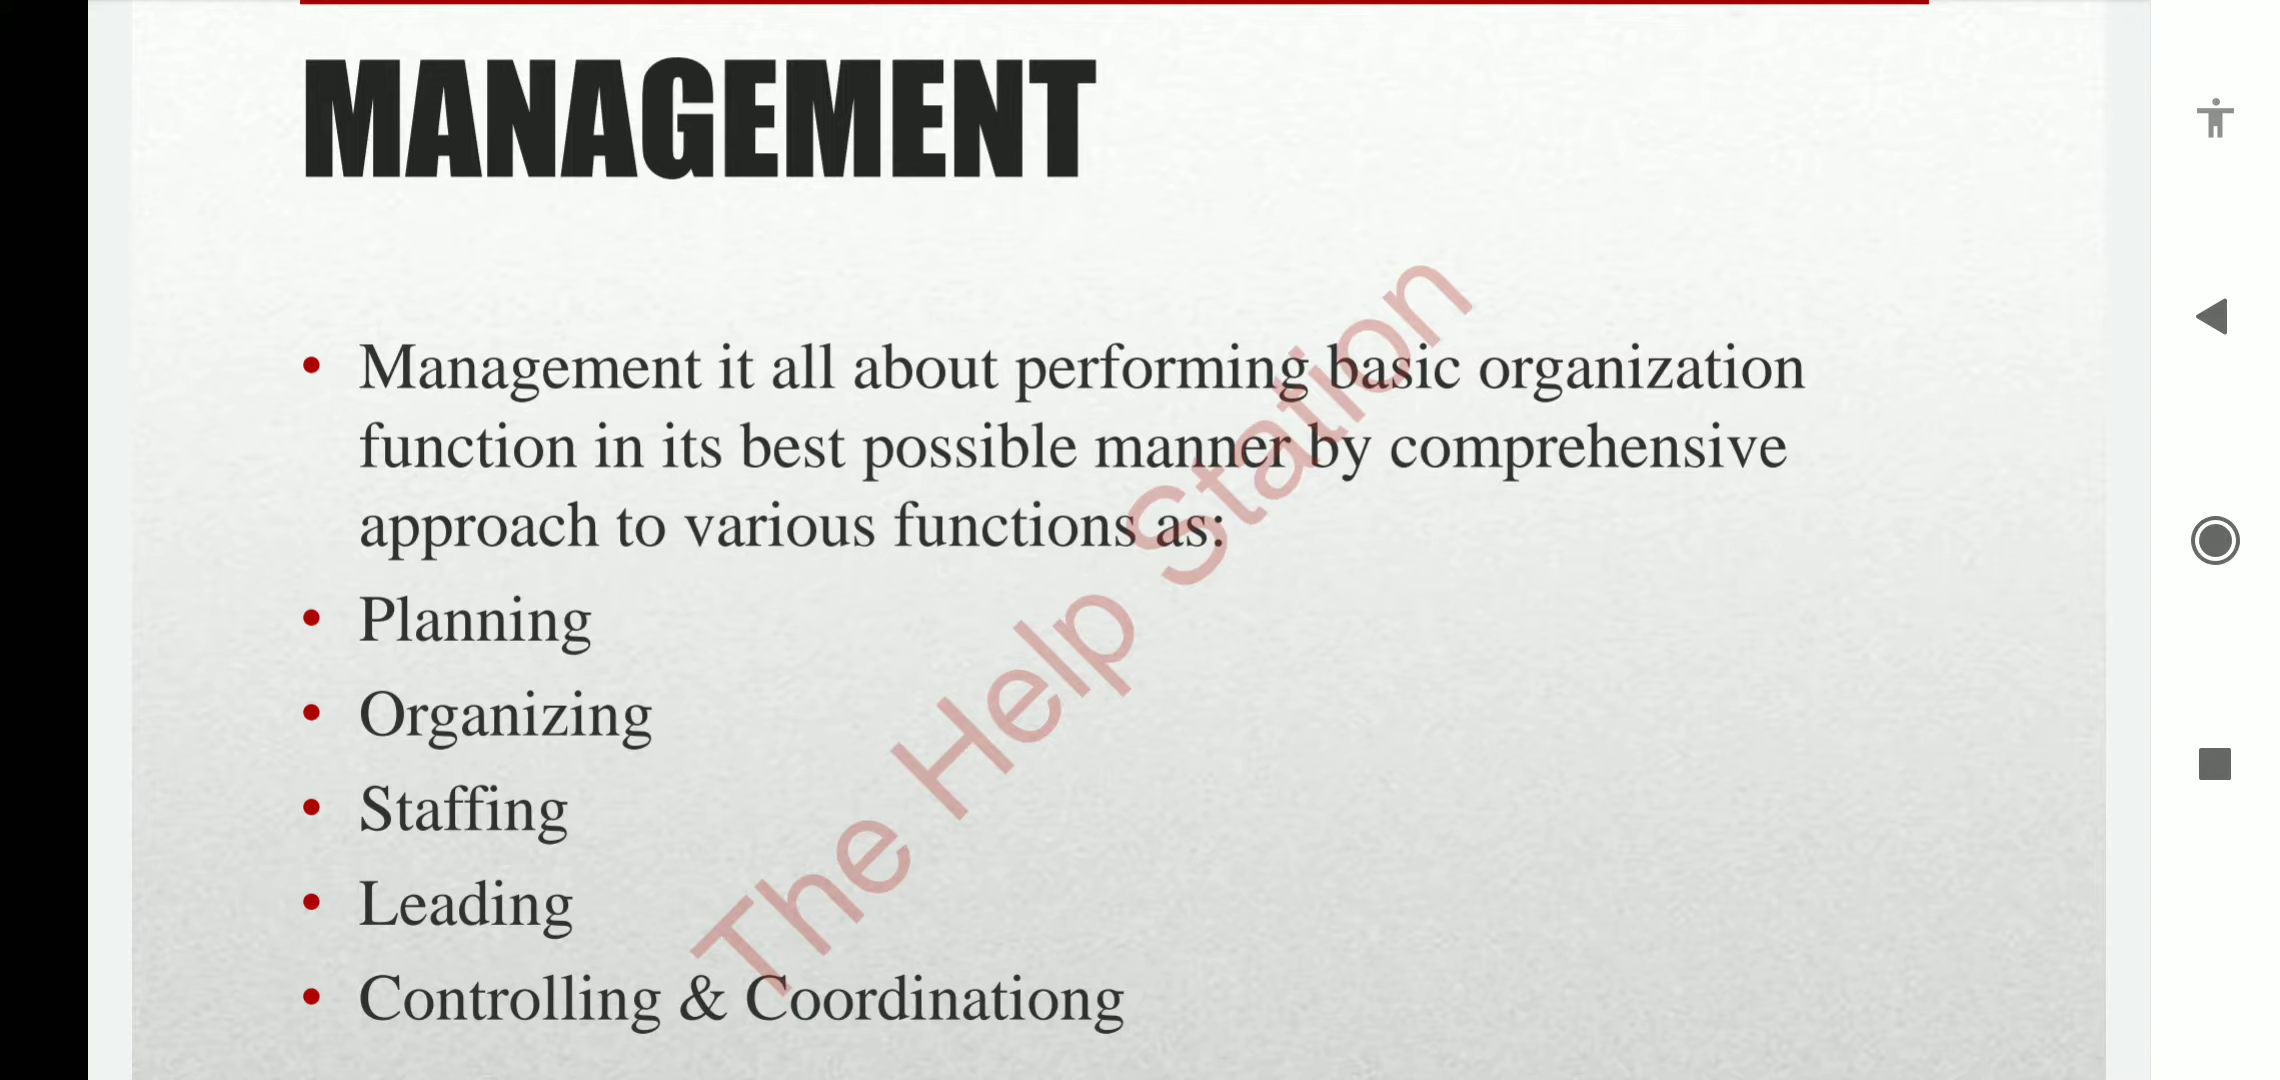 MANAGEMENT
• Management it all about performing basic organization
function in its best possible manner by comprehensive
approach to various functions as:
• Planning
• Organizing
• Staffing
• Leading
• Controlling & Coordinationg
The Help Station